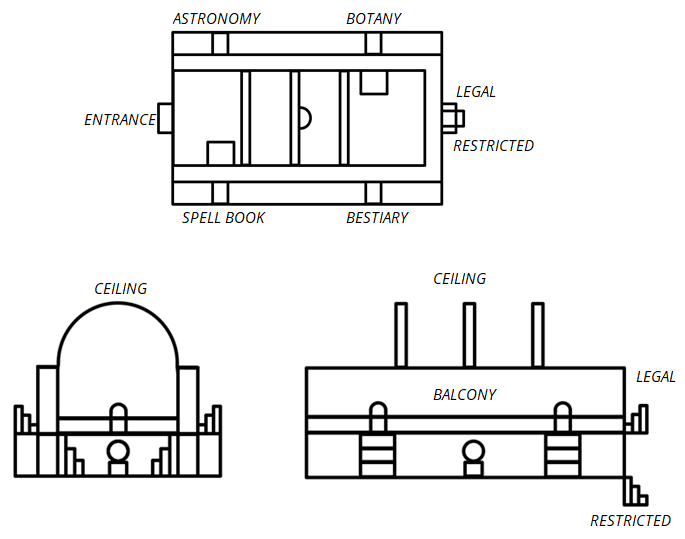 ASTRONOMY
BOTANY
ENTRANCE
LEGAL
RESTRICTED
SPELL BOOK
BESTIARY
CEILING
CEILING
BALCONY
LEGAL
RESTRICTED